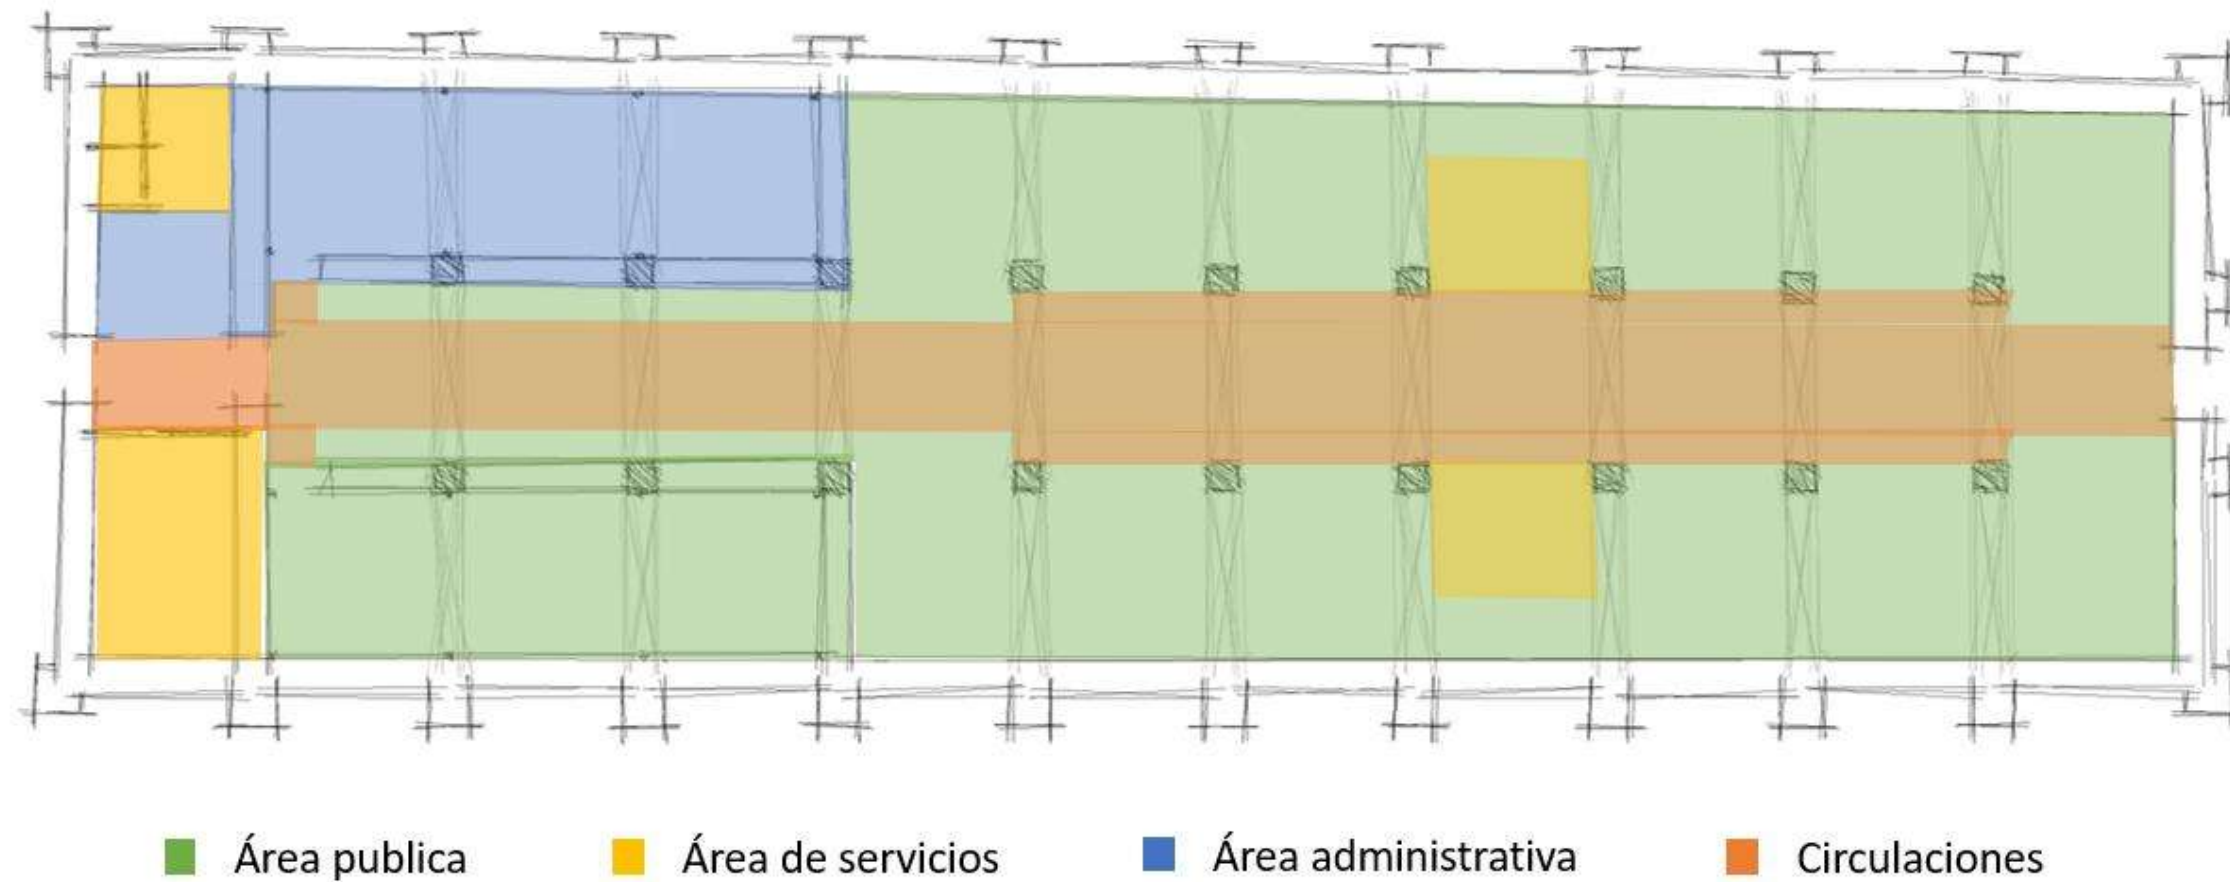 Área publica
Área de servicios
Área administrativa
Circulaciones